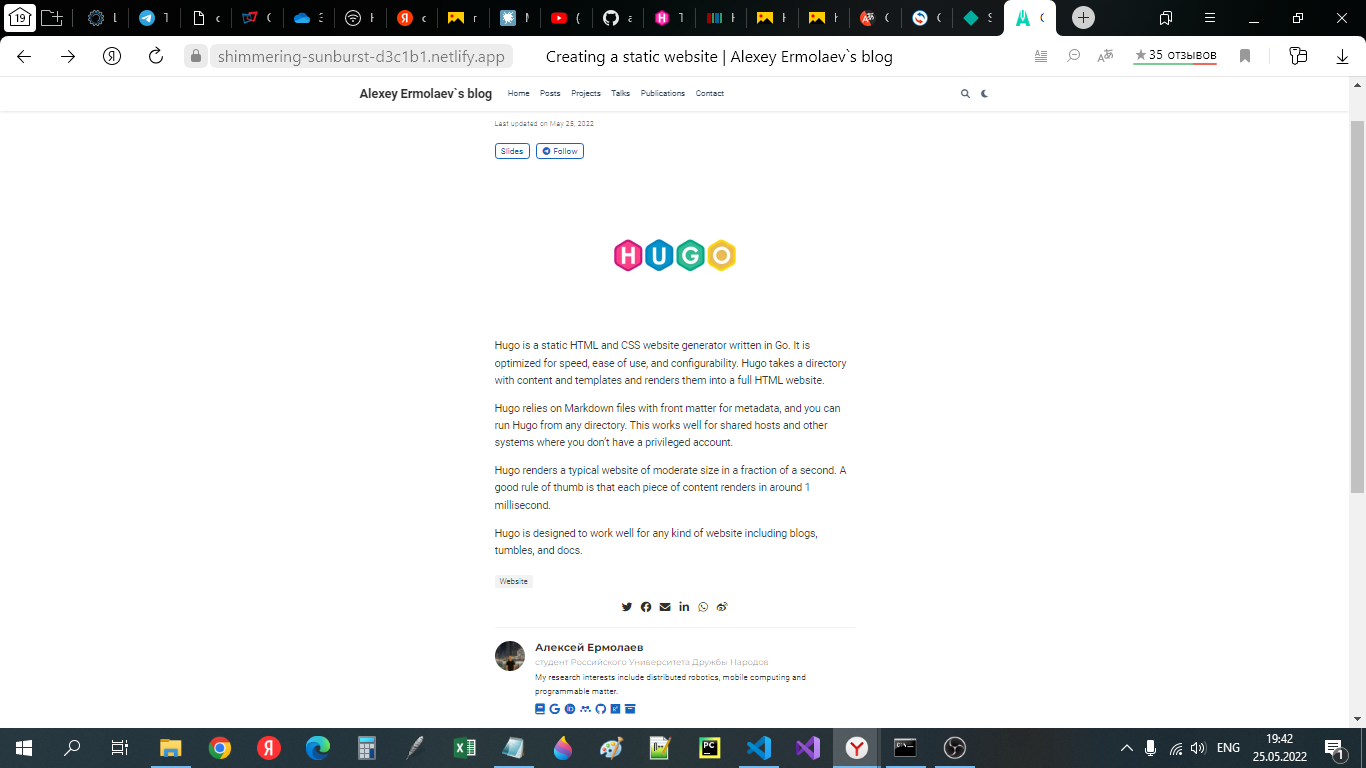 19
shimmering-sunburst-d3c1b1.netlify.app
Creating a static website | Alexey Ermolaev`s blog
35 отзывов
Alexey Ermolaev`s blog
Home Posts Projects Talks Publications Contact
Last updated on May 25, 2022
Slides Follow
HUGO
Hugo is a static HTML and CSS website generator written in Go. It is
optimized for speed, ease of use, and configurability. Hugo takes a directory
with content and templates and renders them into a full HTML website.
Hugo relies on Markdown files with front matter for metadata, and you can
run Hugo from any directory. This works well for shared hosts and other
systems where you don’t have a privileged account.
Hugo renders a typical website of moderate size in a fraction of a second. A
good rule of thumb is that each piece of content renders in around 1
millisecond.
Hugo is designed to work well for any kind of website including blogs,
tumbles, and docs.
Website
Алексей Ермолаев
студент Российского Университета Дружбы Народов
My research interests include distributed robotics, mobile computing and
programmable matter.
ENG
19:42
25.05.2022
1